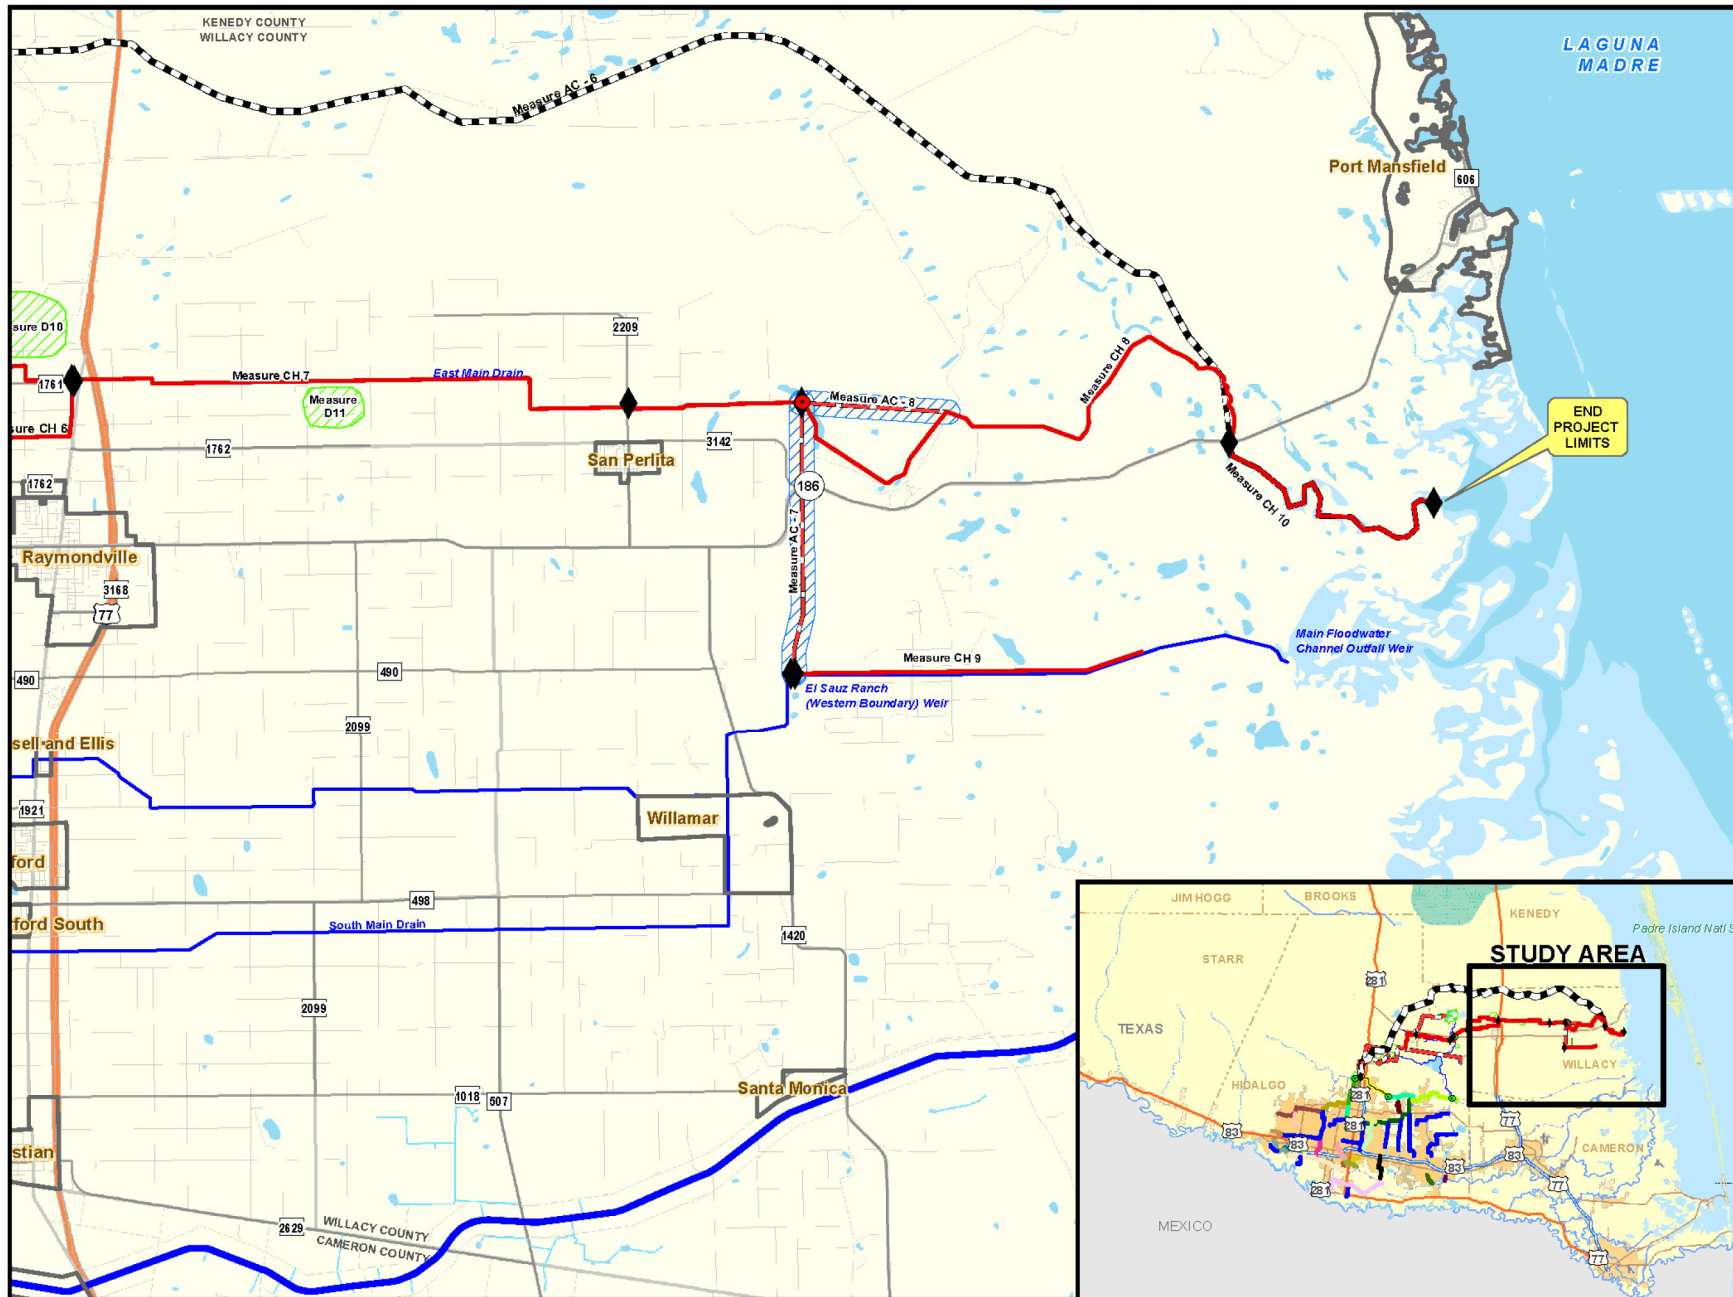 KENEDY COUNTY
WILLACY COUNTY
LAGUNA
MADRE
Measure AC - 6
Port Mansfield
606
sure D10
2209
1761
Measure CH 7
East Main Drain
Measure
D11
Measure AC - 8
Measure CH 8
sure CH 6
END
PROJECT
LIMITS
1762
3142
San Perlita
1762
186
Measure CH 10
Measure AC - 7
Raymondville
3168
77
Main Floodwater
Channel Outfall Weir
490
490
Measure CH 9
El Sauz Ranch
(Western Boundary) Weir
2099
sell and Ellis
1921
Willamar
ford
498
rford South
South Main Drain
1420
2099
1018
507
Santa Monica
stian
2629
WILLACY COUNTY
CAMERON COUNTY
JIM HOGG
BROOKS
KENEDY
Padre Island Natl S
STUDY AREA
STARR
281
TEXAS
WILLACY
HIDALGO
281
281
83
83
77
83
83
CAMERON
77
281
MEXICO
77